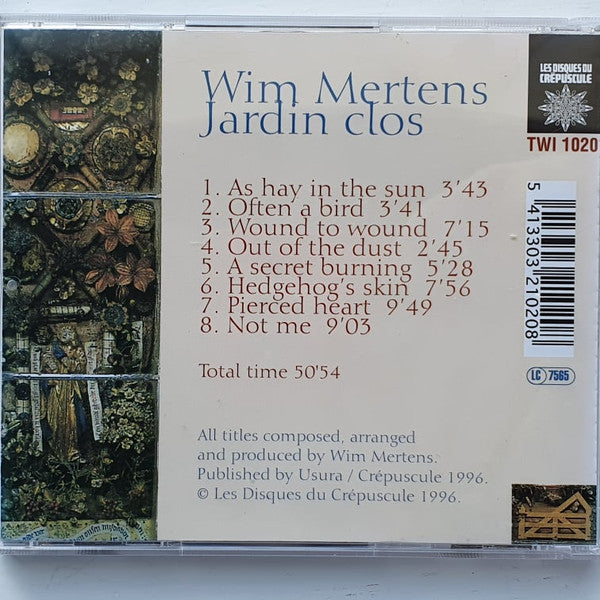 Wim Mertens
Jardin clos
LES DISQUES DU
CRÉPUSCULE
TWI 1020
1. As hay in the sun 3'43
2. Often a bird 3'41
3. Wound to wound 7'15
4. Out of the dust 2'45
5. A secret burning 5'28
6. Hedgehog's skin 7'56
7. Pierced heart 9'49
8. Not me 9'03
Total time 50'54
5 413303 210208
LC 7565
All titles composed, arranged
and produced by Wim Mertens.
Published by Usura / Crépuscule 1996.
© Les Disques du Crépuscule 1996.